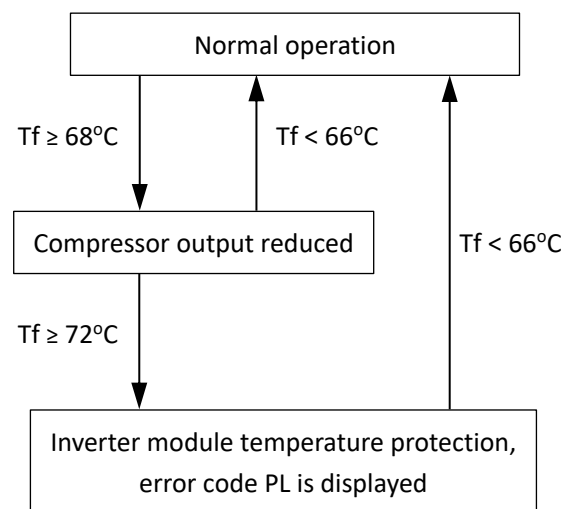 Normal operation
Tf ≥ 68°C
Tf < 66°C
Compressor output reduced
Tf < 66°C
Tf ≥ 72°C
Inverter module temperature protection,
error code PL is displayed